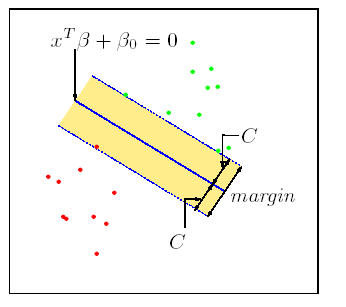 x^T β + β_0 = 0
C
margin
C